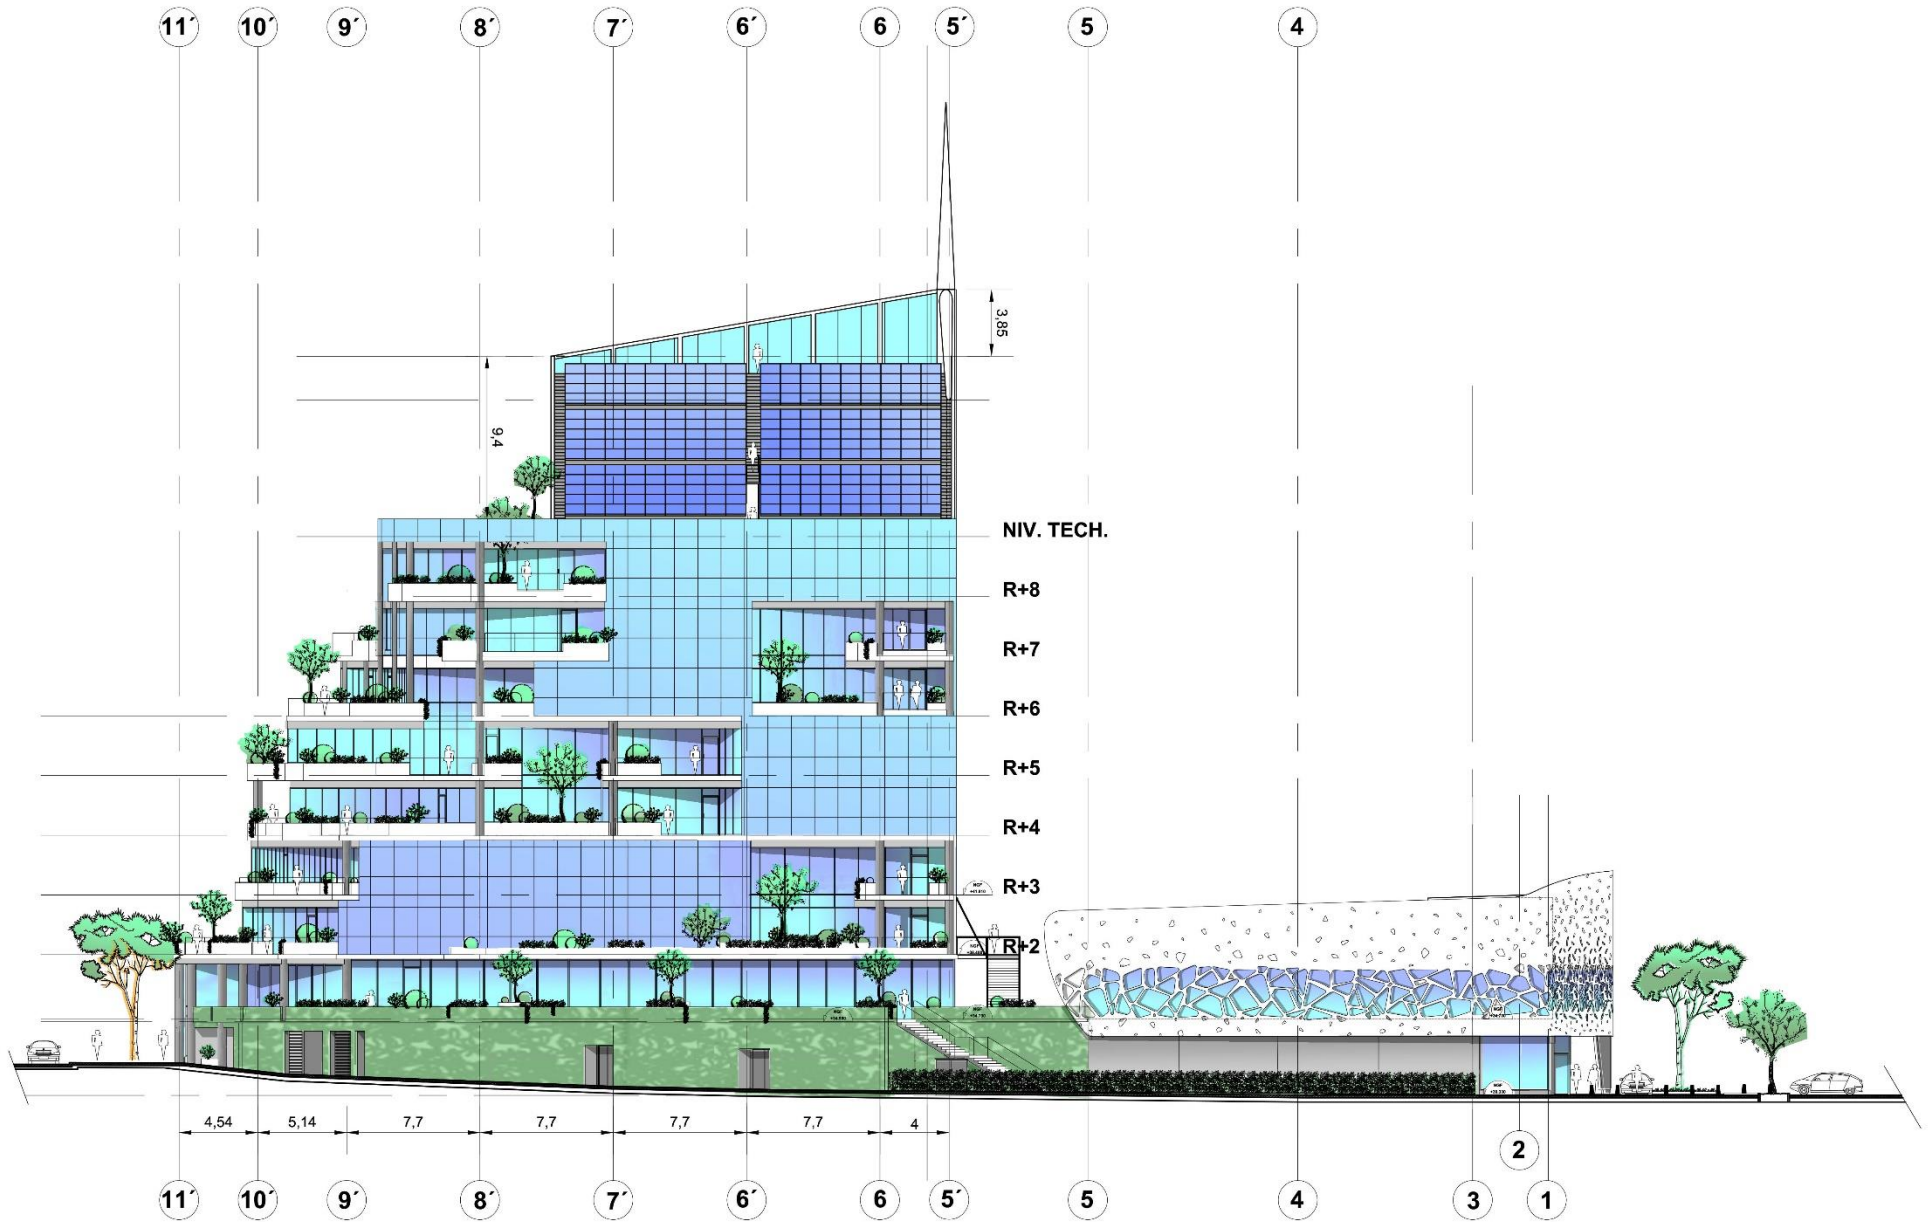 11´ 10´ 9´ 8´ 7´ 6´ 6 5´ 5 4
3,85
9,4
NIV. TECH.
R+8
R+7
R+6
R+5
R+4
R+3
R+2
4,54 5,14 7,7 7,7 7,7 7,7 4
2
11´ 10´ 9´ 8´ 7´ 6´ 6 5´ 5 4 3 1